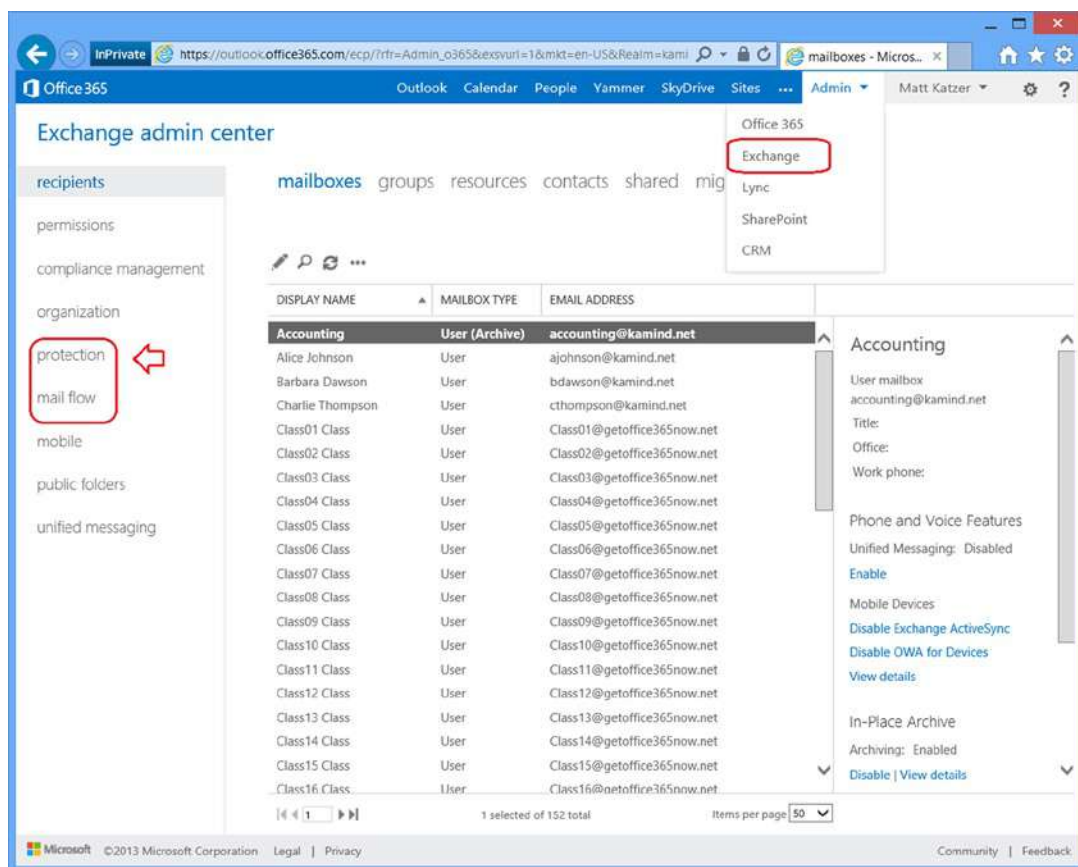 InPrivate https://outlook.office365.com/ecp/?rfr=Admin_o365&exsvurl=1&mkt=en-US&Realm=kami mailboxes - Micros...
Office 365 Outlook Calendar People Yammer SkyDrive Sites ... Admin Matt Katzer ?
Exchange admin center
Office 365
Exchange
Lync
SharePoint
CRM
recipients
permissions
compliance management
organization
protection
mail flow
mobile
public folders
unified messaging
mailboxes groups resources contacts shared mig
DISPLAY NAME MAILBOX TYPE EMAIL ADDRESS
Accounting User (Archive) accounting@kamind.net
Alice Johnson User ajohnson@kamind.net
Barbara Dawson User bdawson@kamind.net
Charlie Thompson User cthompson@kamind.net
Class01 Class User Class01@getoffice365now.net
Class02 Class User Class02@getoffice365now.net
Class03 Class User Class03@getoffice365now.net
Class04 Class User Class04@getoffice365now.net
Class05 Class User Class05@getoffice365now.net
Class06 Class User Class06@getoffice365now.net
Class07 Class User Class07@getoffice365now.net
Class08 Class User Class08@getoffice365now.net
Class09 Class User Class09@getoffice365now.net
Class10 Class User Class10@getoffice365now.net
Class11 Class User Class11@getoffice365now.net
Class12 Class User Class12@getoffice365now.net
Class13 Class User Class13@getoffice365now.net
Class14 Class User Class14@getoffice365now.net
Class15 Class User Class15@getoffice365now.net
Class16 Class User Class16@getoffice365now.net
1 1 selected of 152 total Items per page 50
Accounting
User mailbox
accounting@kamind.net
Title:
Office:
Work phone:
Phone and Voice Features
Unified Messaging: Disabled
Enable
Mobile Devices
Disable Exchange ActiveSync
Disable OWA for Devices
View details
In-Place Archive
Archiving: Enabled
Disable | View details
Microsoft ©2013 Microsoft Corporation Legal | Privacy Community | Feedback